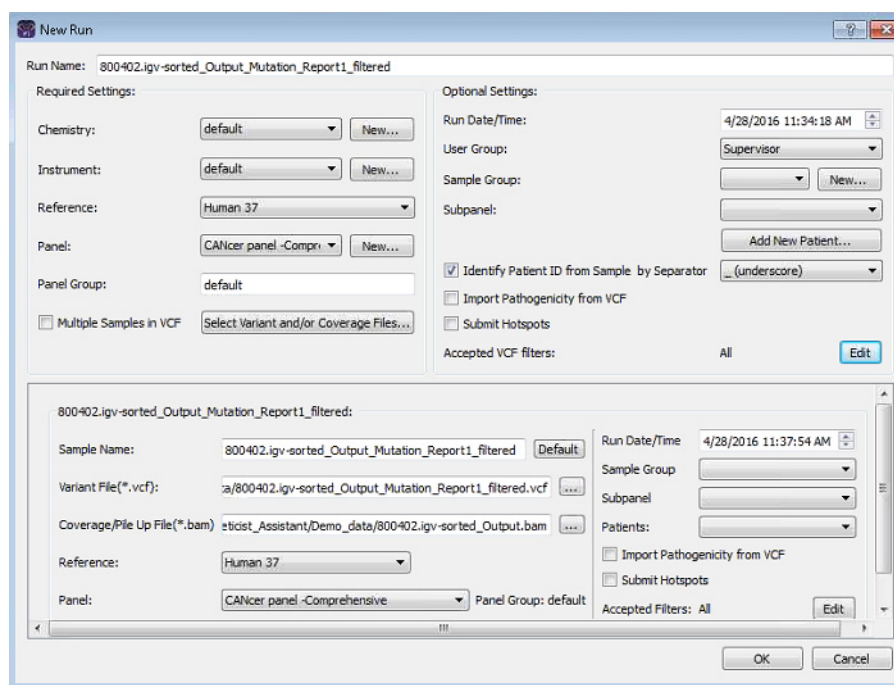 New Run
Run Name: 800402.igv-sorted_Output_Mutation_Report1_filtered
Required Settings:
Chemistry: default New...
Instrument: default New...
Reference: Human 37
Panel: CANcer panel -Compr New...
Panel Group: default
Multiple Samples in VCF Select Variant and/or Coverage Files...
Optional Settings:
Run Date/Time: 4/28/2016 11:34:18 AM
User Group: Supervisor
Sample Group: New...
Subpanel:
Add New Patient...
Identify Patient ID from Sample by Separator _ (underscore)
Import Pathogenicity from VCF
Submit Hotspots
Accepted VCF filters: All Edit
800402.igv-sorted_Output_Mutation_Report1_filtered:
Sample Name: 800402.igv-sorted_Output_Mutation_Report1_filtered Default
Variant File(*.vcf): :a/800402.igv-sorted_Output_Mutation_Report1_filtered.vcf ...
Coverage/Pile Up File(*.bam) eticist_Assistant/Demo_data/800402.igv-sorted_Output.bam ...
Reference: Human 37
Panel: CANcer panel -Comprehensive Panel Group: default
Run Date/Time 4/28/2016 11:37:54 AM
Sample Group
Subpanel
Patients:
Import Pathogenicity from VCF
Submit Hotspots
Accepted Filters: All Edit
OK Cancel